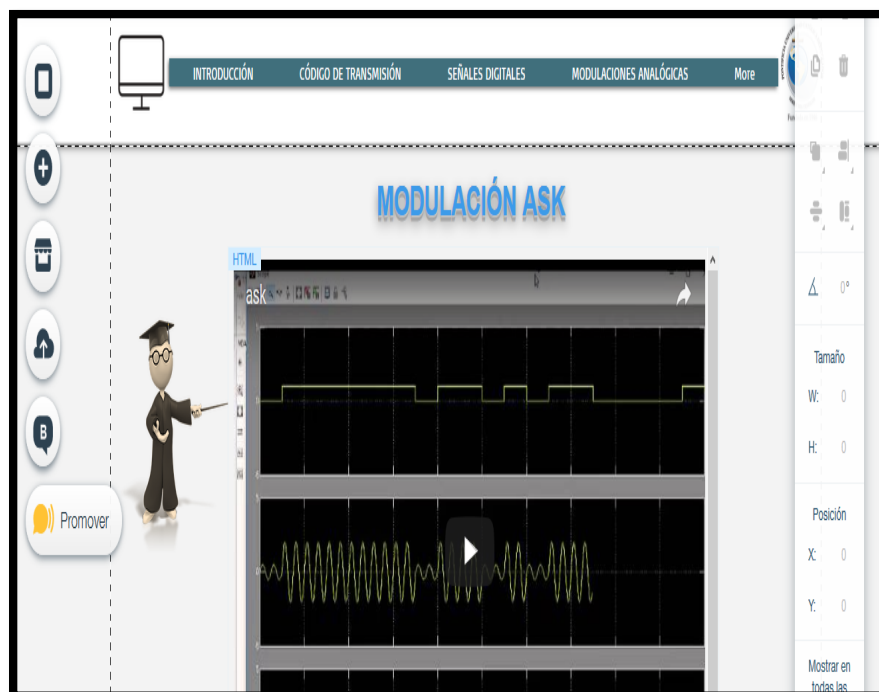 INTRODUCCIÓN CÓDIGO DE TRANSMISIÓN SEÑALES DIGITALES MODULACIONES ANALÓGICAS More
MODULACIÓN ASK
HTML
ask
0°
Tamaño
W: 0
H: 0
B
Promover
Posición
X: 0
Y: 0
Mostrar en
todas las